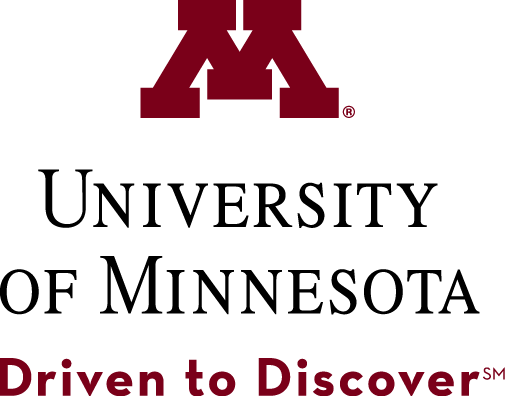 M®
UNIVERSITY
OF MINNESOTA
Driven to Discover℠